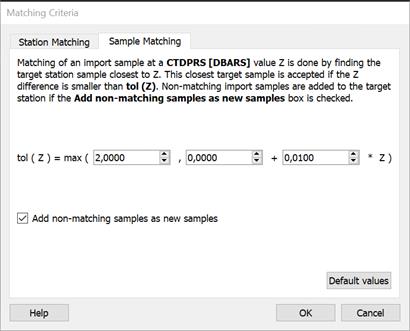 Matching Criteria
Station Matching Sample Matching
Matching of an import sample at a CTDPRS [DBARS] value Z is done by finding the
target station sample closest to Z. This closest target sample is accepted if the Z
difference is smaller than tol (Z). Non-matching import samples are added to the target
station if the Add non-matching samples as new samples box is checked.
tol ( Z ) = max ( 2,0000 , 0,0000 + 0,0100 * Z )
Add non-matching samples as new samples
Default values
Help OK Cancel